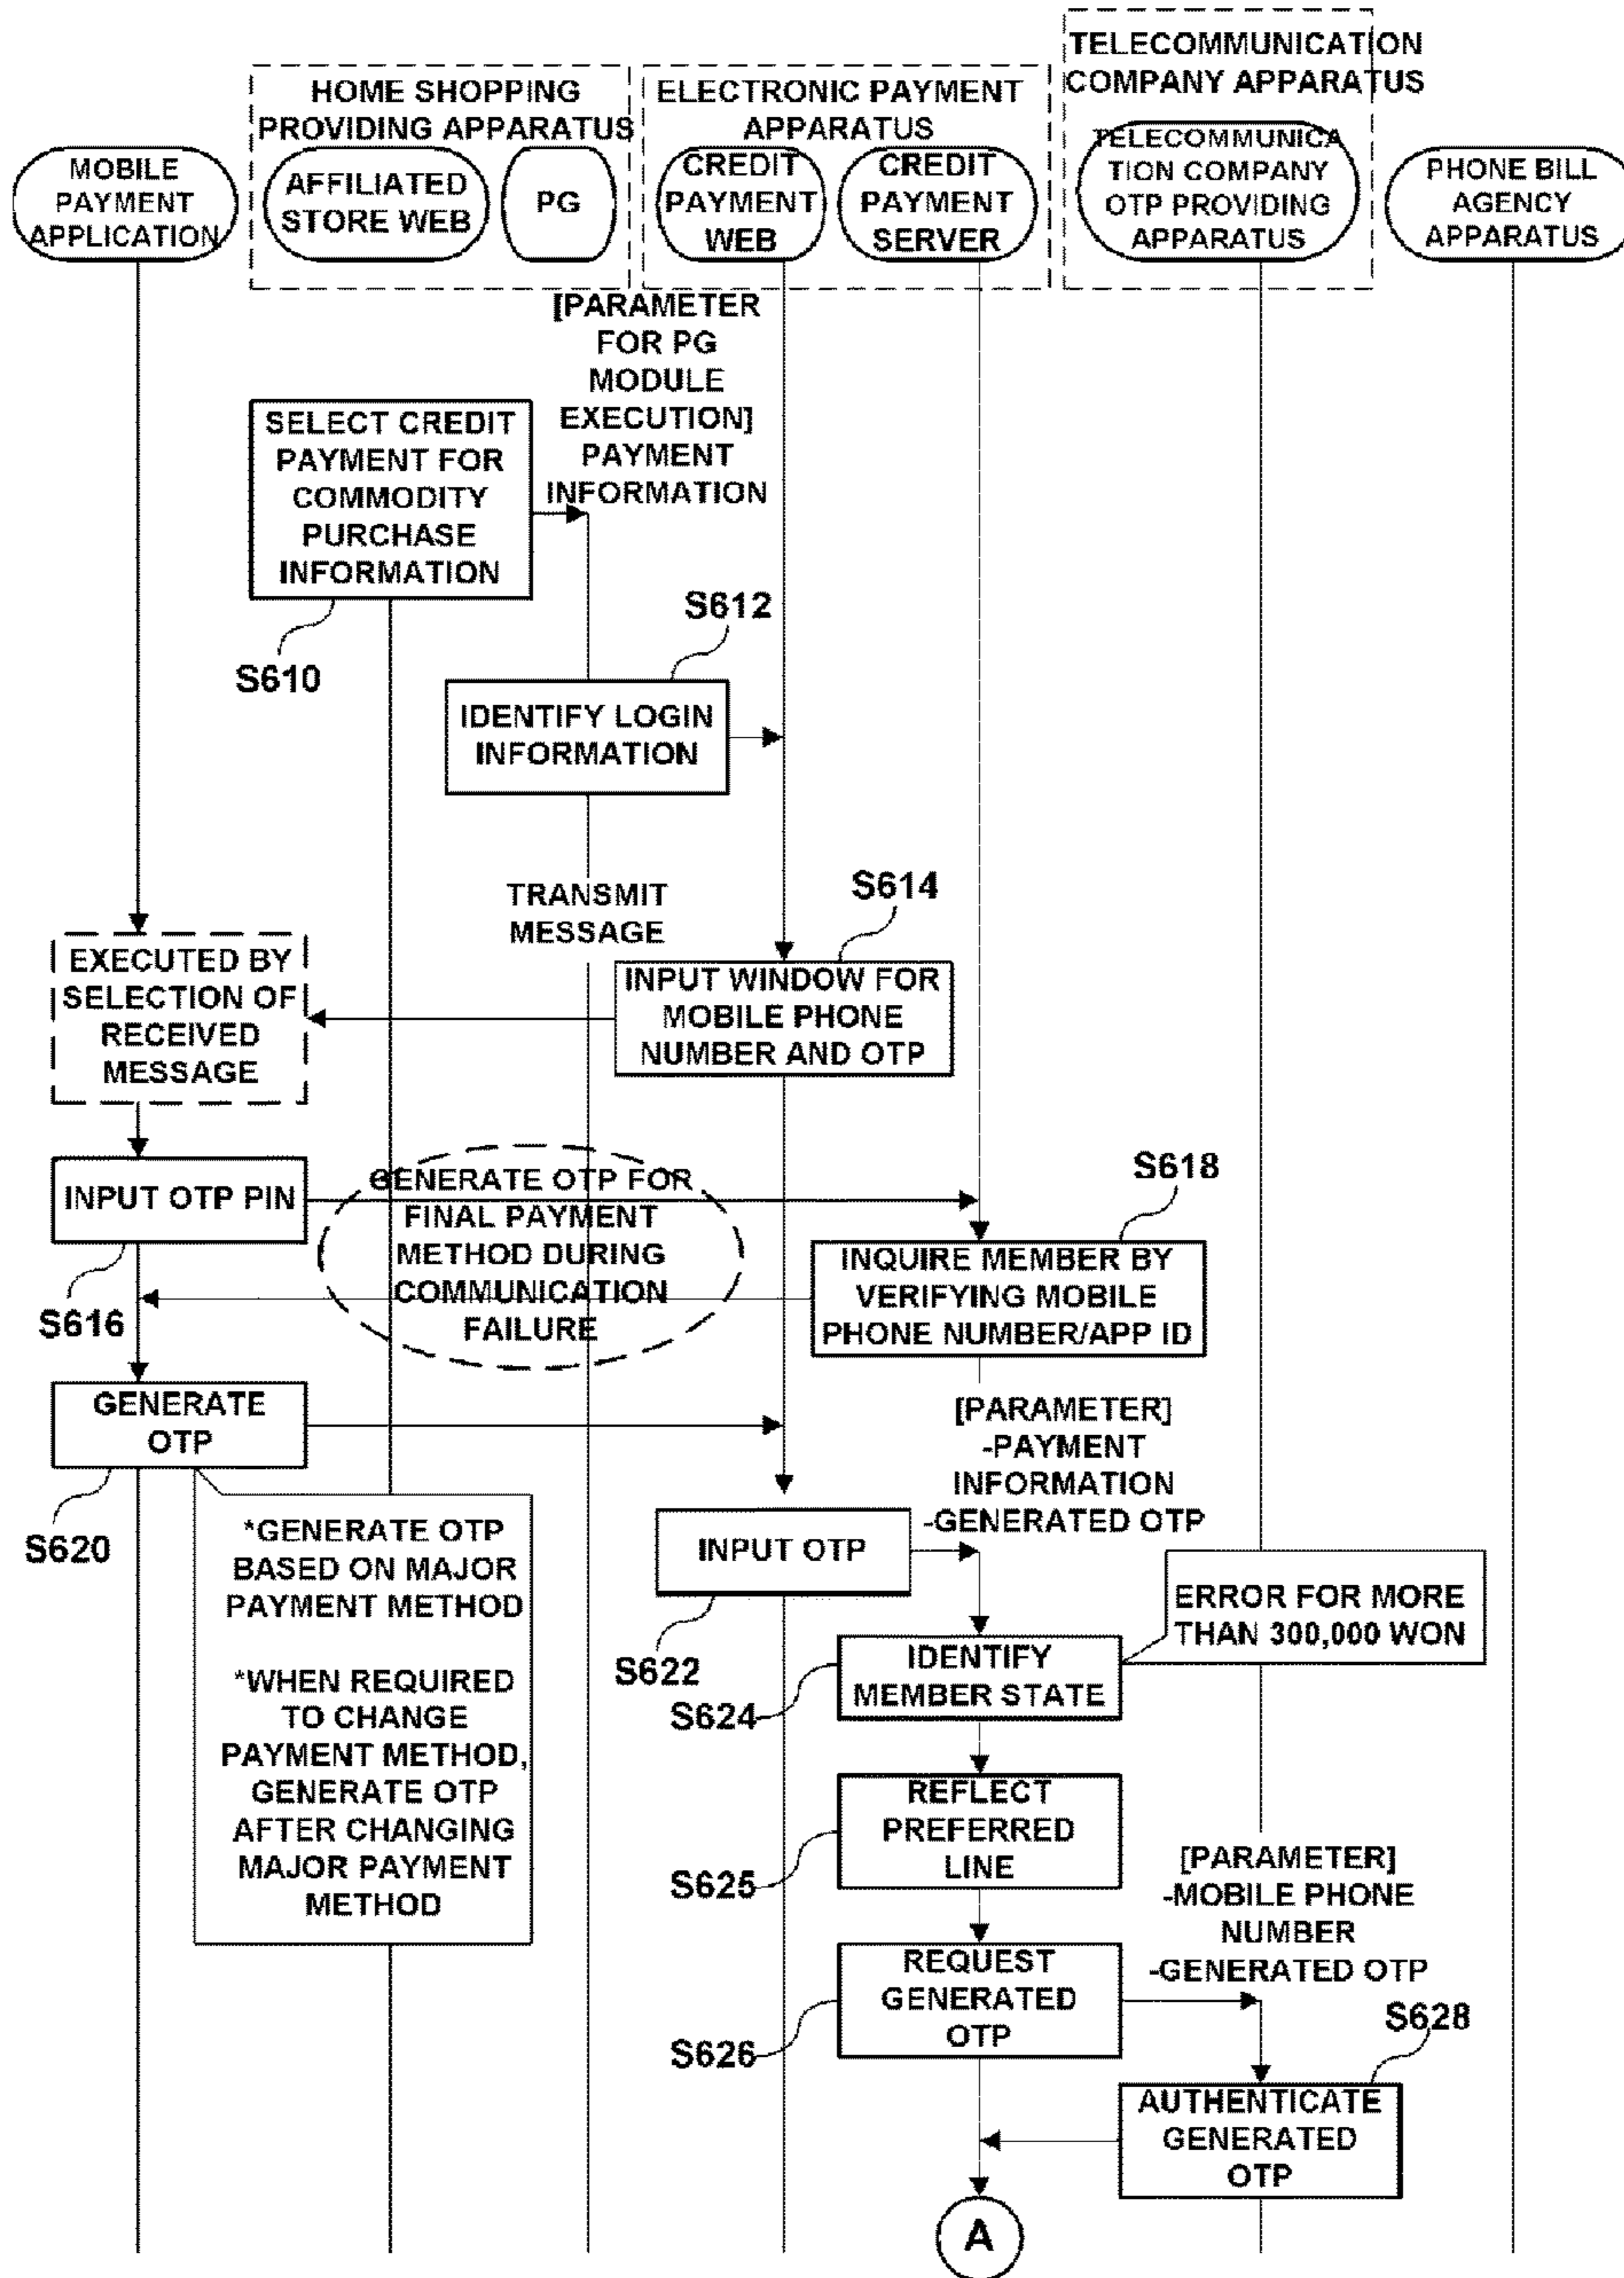 TELECOMMUNICATION
COMPANY APPARATUS
HOME SHOPPING
PROVIDING APPARATUS
ELECTRONIC PAYMENT
APPARATUS
MOBILE
PAYMENT
APPLICATION
AFFILIATED
STORE WEB
PG
CREDIT
PAYMENT
WEB
CREDIT
PAYMENT
SERVER
TELECOMMUNICA
TION COMPANY
OTP PROVIDING
APPARATUS
PHONE BILL
AGENCY
APPARATUS
[PARAMETER
FOR PG
MODULE
EXECUTION]
PAYMENT
INFORMATION
SELECT CREDIT
PAYMENT FOR
COMMODITY
PURCHASE
INFORMATION
S610
S612
IDENTIFY LOGIN
INFORMATION
TRANSMIT
MESSAGE
S614
EXECUTED BY
SELECTION OF
RECEIVED
MESSAGE
INPUT WINDOW FOR
MOBILE PHONE
NUMBER AND OTP
INPUT OTP PIN
S616
GENERATE OTP FOR
FINAL PAYMENT
METHOD DURING
COMMUNICATION
FAILURE
S618
INQUIRE MEMBER BY
VERIFYING MOBILE
PHONE NUMBER/APP ID
GENERATE
OTP
S620
[PARAMETER]
-PAYMENT
INFORMATION
-GENERATED OTP
*GENERATE OTP
BASED ON MAJOR
PAYMENT METHOD
*WHEN REQUIRED
TO CHANGE
PAYMENT METHOD,
GENERATE OTP
AFTER CHANGING
MAJOR PAYMENT
METHOD
INPUT OTP
S622
ERROR FOR MORE
THAN 300,000 WON
IDENTIFY
MEMBER STATE
S624
REFLECT
PREFERRED
LINE
S625
[PARAMETER]
-MOBILE PHONE
NUMBER
-GENERATED OTP
REQUEST
GENERATED
OTP
S626
S628
AUTHENTICATE
GENERATED
OTP
A